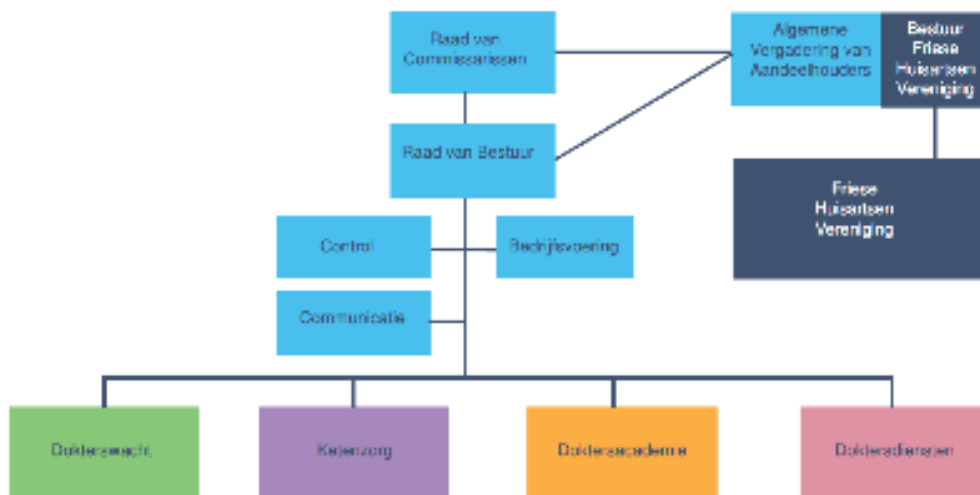 Raad van
Commissarissen
Algemene
Vergadering van
Aandeelhouders
Bestuur
Friese
Huisartsen
Vereniging
Raad van Bestuur
Friese
Huisartsen
Vereniging
Control
Bedrijfsvoering
Communicatie
Dokterswacht
Ketenzorg
Doktersacademie
Doktersdiensten